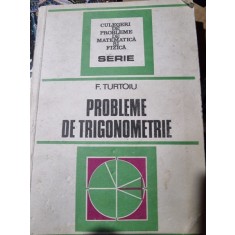 CULEGERI
DE
PROBLEME
DE
MATEMATICĂ
ŞI
FIZICĂ
SERIE
F. TURTOIU
PROBLEME
DE TRIGONOMETRIE